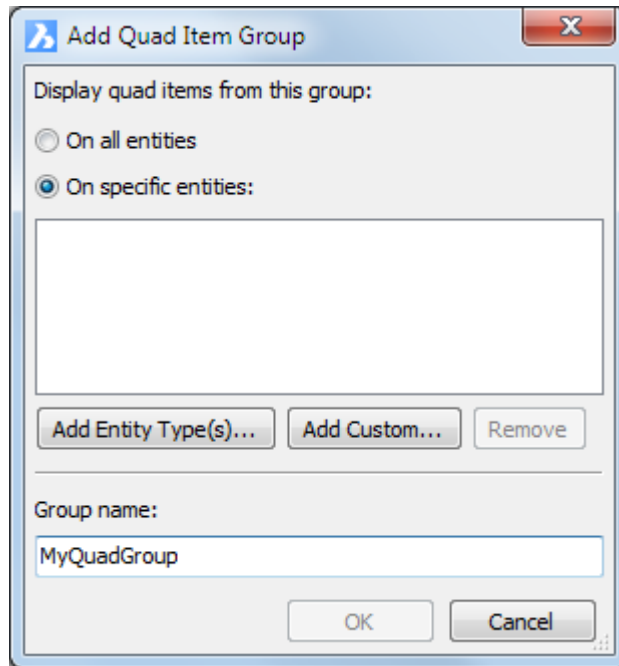 Add Quad Item Group
Display quad items from this group:
On all entities
On specific entities:
Add Entity Type(s)... Add Custom... Remove
Group name:
MyQuadGroup
OK Cancel